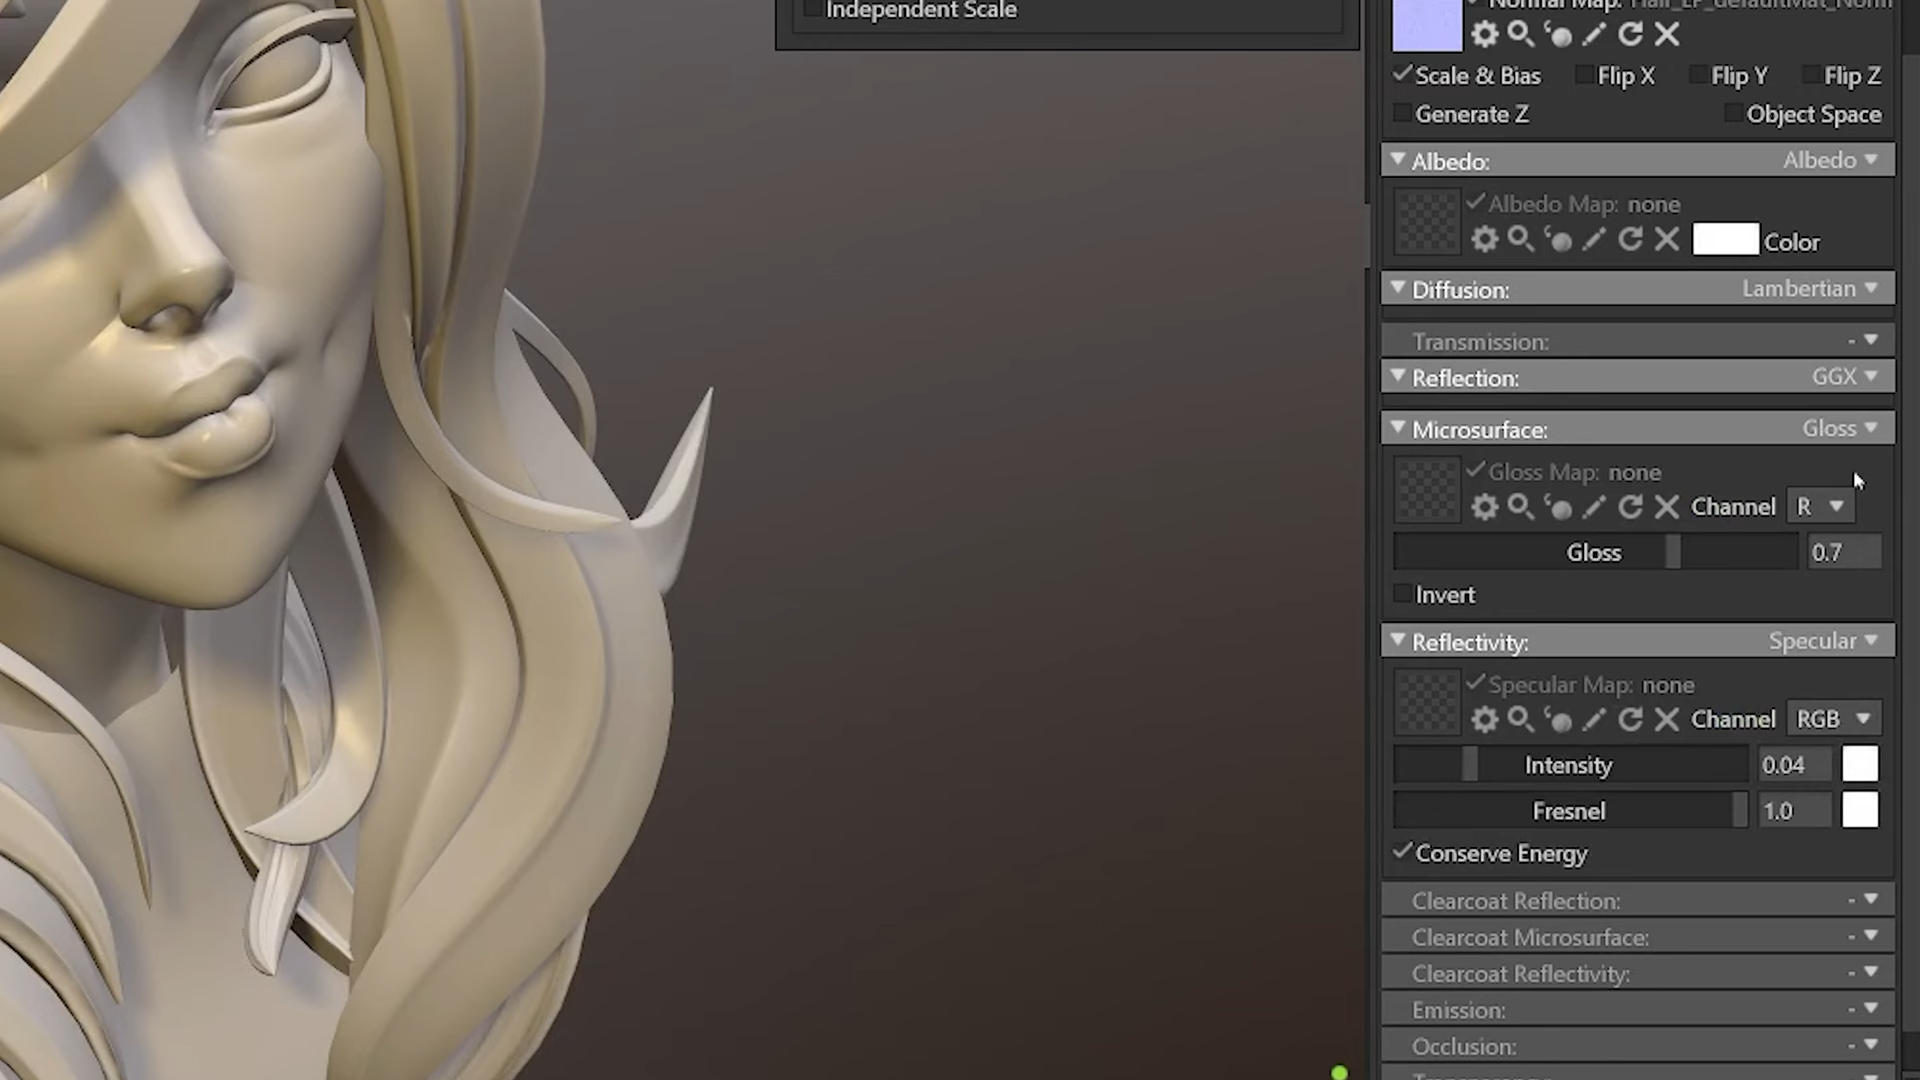 Independent Scale
Normal Map: Hair_LP_defaultMat_Norm
Scale & Bias Flip X Flip Y Flip Z
Generate Z Object Space
Albedo: Albedo
Albedo Map: none
Color
Diffusion: Lambertian
Transmission: -
Reflection: GGX
Microsurface: Gloss
Gloss Map: none
Channel R
Gloss 0.7
Invert
Reflectivity: Specular
Specular Map: none
Channel RGB
Intensity 0.04
Fresnel 1.0
Conserve Energy
Clearcoat Reflection: -
Clearcoat Microsurface: -
Clearcoat Reflectivity: -
Emission: -
Occlusion: -